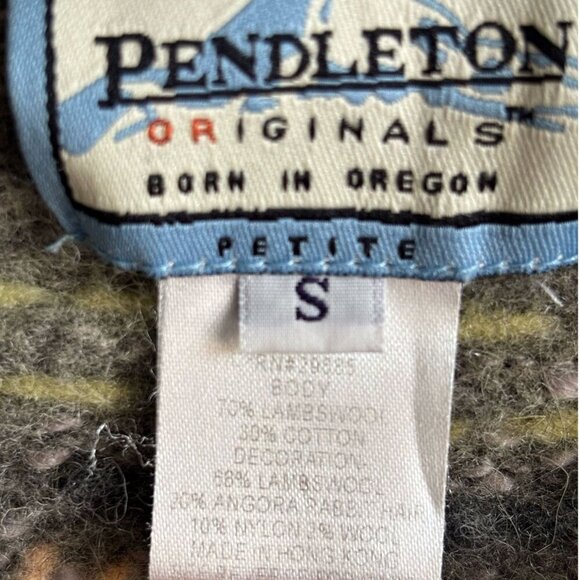 PENDLETON
ORIGINALS™
BORN IN OREGON
PETITE
S
RN#29685
BODY
70% LAMBSWOOL
30% COTTON
DECORATION:
68% LAMBSWOOL
20% ANGORA RABBIT HAIR
10% NYLON 2% WOOL
MADE IN HONG KONG